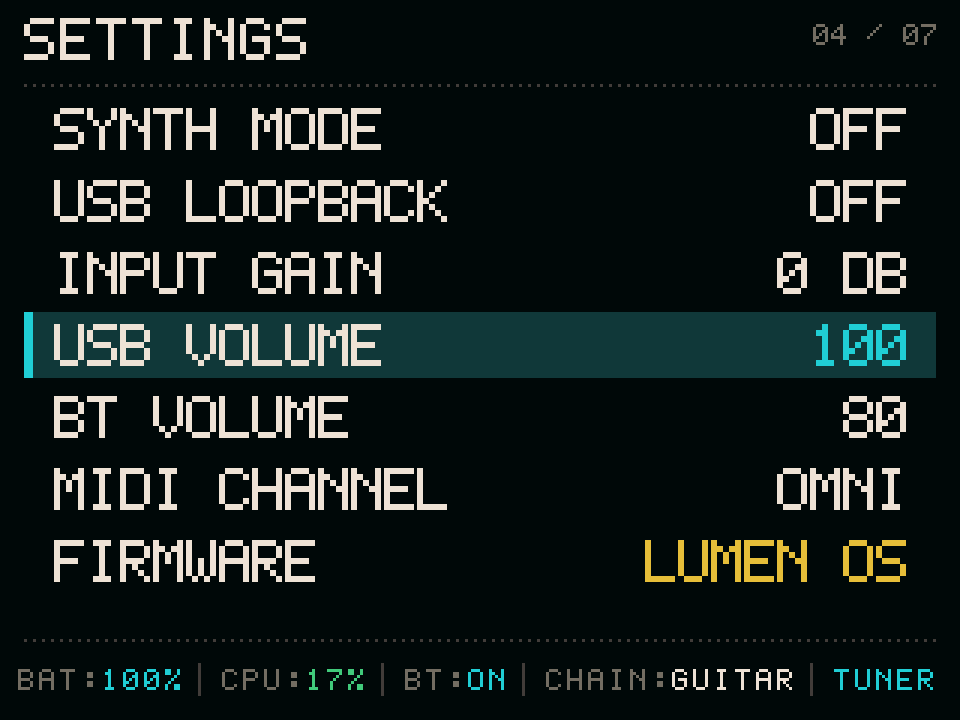 SETTINGS 04 / 07
SYNTH MODE OFF
USB LOOPBACK OFF
INPUT GAIN 0 DB
USB VOLUME 100
BT VOLUME 80
MIDI CHANNEL OMNI
FIRMWARE LUMEN OS
BAT:100% | CPU:17% | BT:ON | CHAIN:GUITAR | TUNER